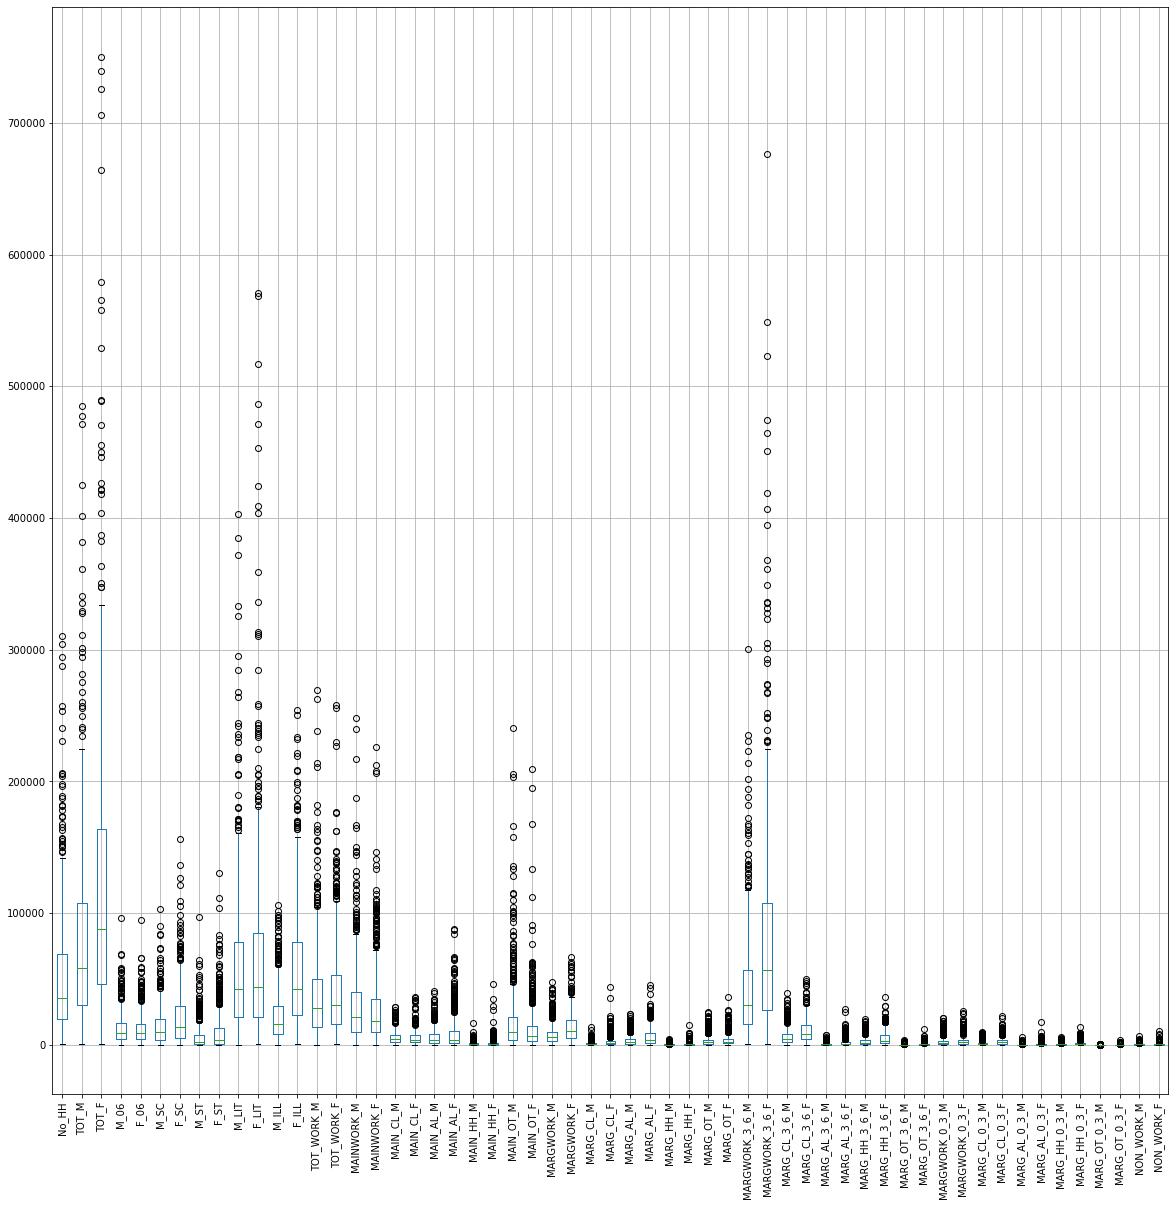 700000
600000
500000
400000
300000
200000
100000
0
No_HH
TOT_M
TOT_F
M_06
F_06
M_SC
F_SC
M_ST
F_ST
M_LIT
F_LIT
M_ILL
F_ILL
TOT_WORK_M
TOT_WORK_F
MAINWORK_M
MAINWORK_F
MAIN_CL_M
MAIN_CL_F
MAIN_AL_M
MAIN_AL_F
MAIN_HH_M
MAIN_HH_F
MAIN_OT_M
MAIN_OT_F
MARGWORK_M
MARGWORK_F
MARG_CL_M
MARG_CL_F
MARG_AL_M
MARG_AL_F
MARG_HH_M
MARG_HH_F
MARG_OT_M
MARG_OT_F
MARGWORK_3_6_M
MARGWORK_3_6_F
MARG_CL_3_6_M
MARG_CL_3_6_F
MARG_AL_3_6_M
MARG_AL_3_6_F
MARG_HH_3_6_M
MARG_HH_3_6_F
MARG_OT_3_6_M
MARG_OT_3_6_F
MARGWORK_0_3_M
MARGWORK_0_3_F
MARG_CL_0_3_M
MARG_CL_0_3_F
MARG_AL_0_3_M
MARG_AL_0_3_F
MARG_HH_0_3_M
MARG_HH_0_3_F
MARG_OT_0_3_M
MARG_OT_0_3_F
NON_WORK_M
NON_WORK_F